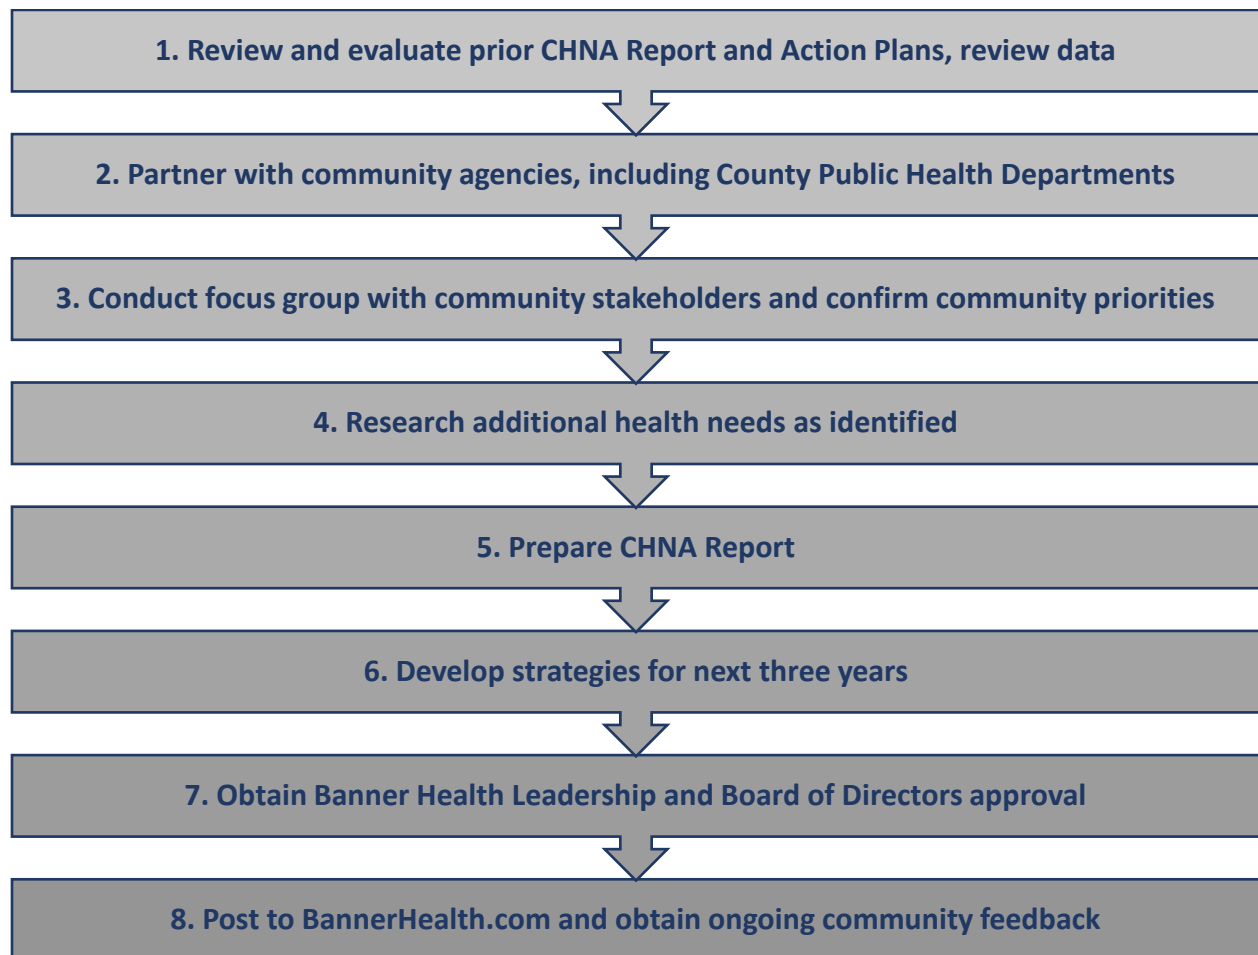 1. Review and evaluate prior CHNA Report and Action Plans, review data
2. Partner with community agencies, including County Public Health Departments
3. Conduct focus group with community stakeholders and confirm community priorities
4. Research additional health needs as identified
5. Prepare CHNA Report
6. Develop strategies for next three years
7. Obtain Banner Health Leadership and Board of Directors approval
8. Post to BannerHealth.com and obtain ongoing community feedback